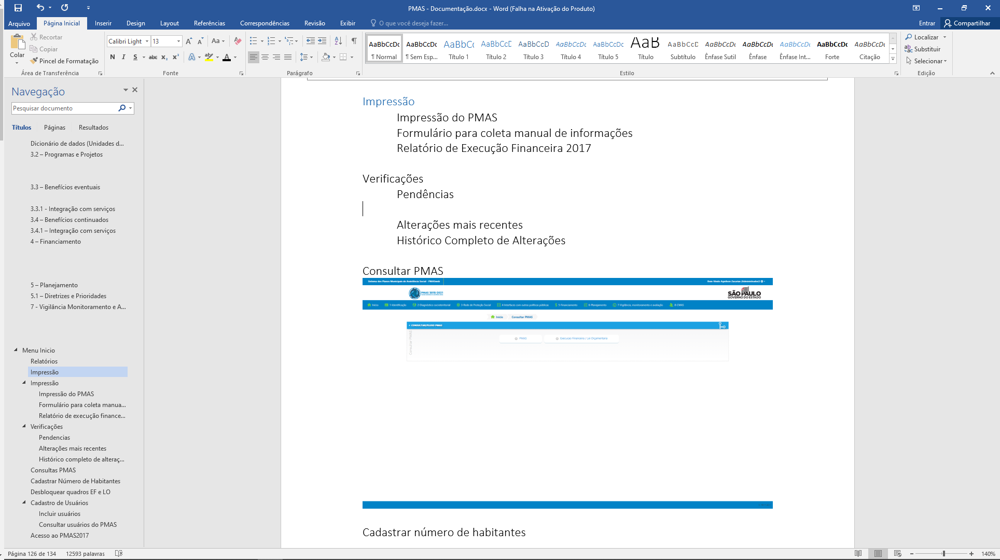 PMAS - Documentação.docx - Word (Falha na Ativação do Produto)
Arquivo Página Inicial Inserir Design Layout Referências Correspondências Revisão Exibir O que você deseja fazer... Entrar Compartilhar
Colar
Recortar
Copiar
Pincel de Formatação
Área de Transferência
Calibri Light 13
N I S abc x₂ x²
Fonte
Parágrafo
AaBbCcDc AaBbCcDc AaBbCc AaBbCcC AaBbCcD AaBbCcDc AaBbCcDc AaB AaBbCcD AaBbCcDc AaBbCcDc AaBbCcDc AaBbCcDc AaBbCcDc
¶ Normal ¶ Sem Esp... Título 1 Título 2 Título 3 Título 4 Título 5 Título Subtítulo Ênfase Sutil Ênfase Ênfase Int... Forte Citação
Estilo
Localizar
Substituir
Selecionar
Edição
Navegação
Pesquisar documento
Títulos Páginas Resultados
Dicionário de dados (Unidades d...
3.2 – Programas e Projetos
3.3 – Benefícios eventuais
3.3.1 - Integração com serviços
3.4 – Benefícios continuados
3.4.1 – Integração com serviços
4 – Financiamento
5 – Planejamento
5.1 – Diretrizes e Prioridades
7 - Vigilância Monitoramento e A...
Menu Inicio
Relatórios
Impressão
Impressão
Impressão do PMAS
Formulário para coleta manua...
Relatório de execução finance...
Verificações
Pendencias
Alterações mais recentes
Histórico completo de alteraç...
Consultas PMAS
Cadastrar Número de Habitantes
Desbloquear quadros EF e LO
Cadastro de Usuários
Incluir usuários
Consultar usuários do PMAS
Acesso ao PMAS2017
Impressão
Impressão do PMAS
Formulário para coleta manual de informações
Relatório de Execução Financeira 2017
Verificações
Pendências
Alterações mais recentes
Histórico Completo de Alterações
Consultar PMAS
Sistema dos Planos Municipais de Assistência Social - PMASweb
Bem-Vindo Agnilson Zacarias (Administrador)!
PMAS 2018/2021
SÃO PAULO
GOVERNO DO ESTADO
Início 1-Identificação 2-Diagnóstico socioterritorial 3-Rede de Proteção Social 4-Interfaces com outras políticas públicas 5-Financiamento 6-Planejamento 7-Vigilância, monitoramento e avaliação 8-CMAS
Início Consultar PMAS
CONSULTAR/FLUXO PMAS
Consultar PMAS
PMAS Execucao Financeira / Lei Orçamentaria
Cadastrar número de habitantes
Página 126 de 134 12593 palavras 140%